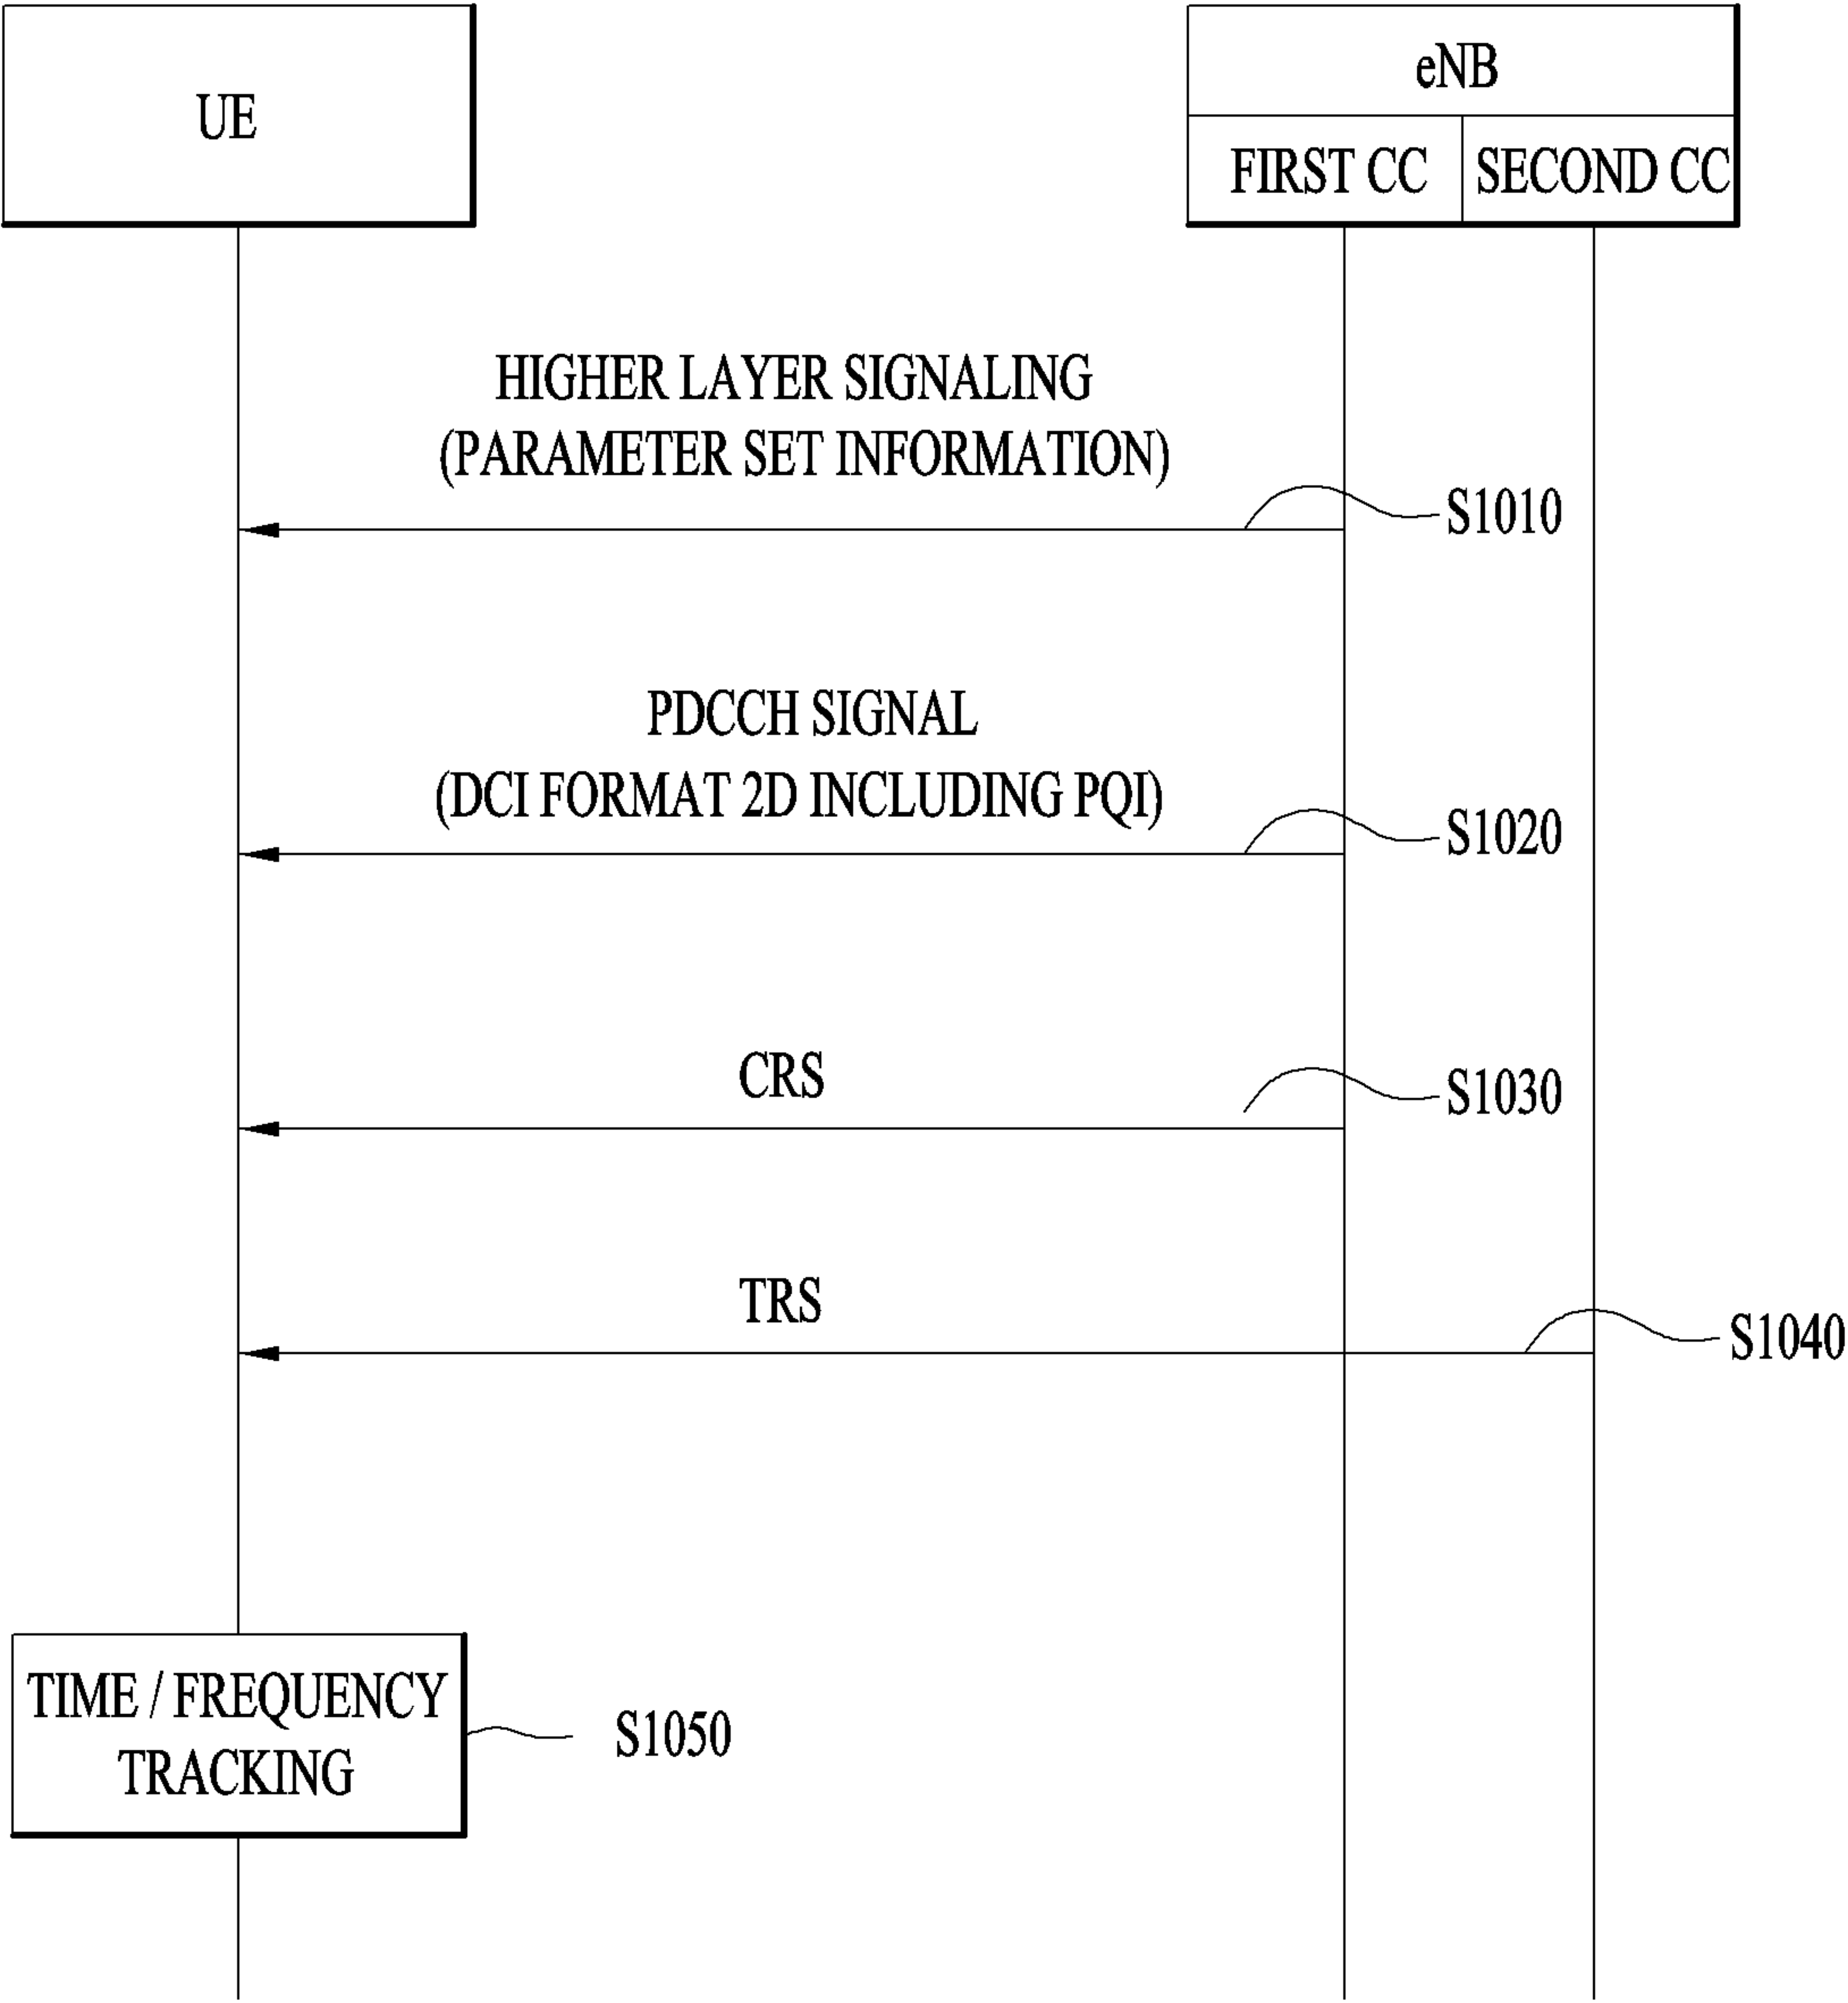 UE
eNB
FIRST CC
SECOND CC
HIGHER LAYER SIGNALING
(PARAMETER SET INFORMATION)
S1010
PDCCH SIGNAL
(DCI FORMAT 2D INCLUDING PQI)
S1020
CRS
S1030
TRS
S1040
TIME / FREQUENCY
TRACKING
S1050